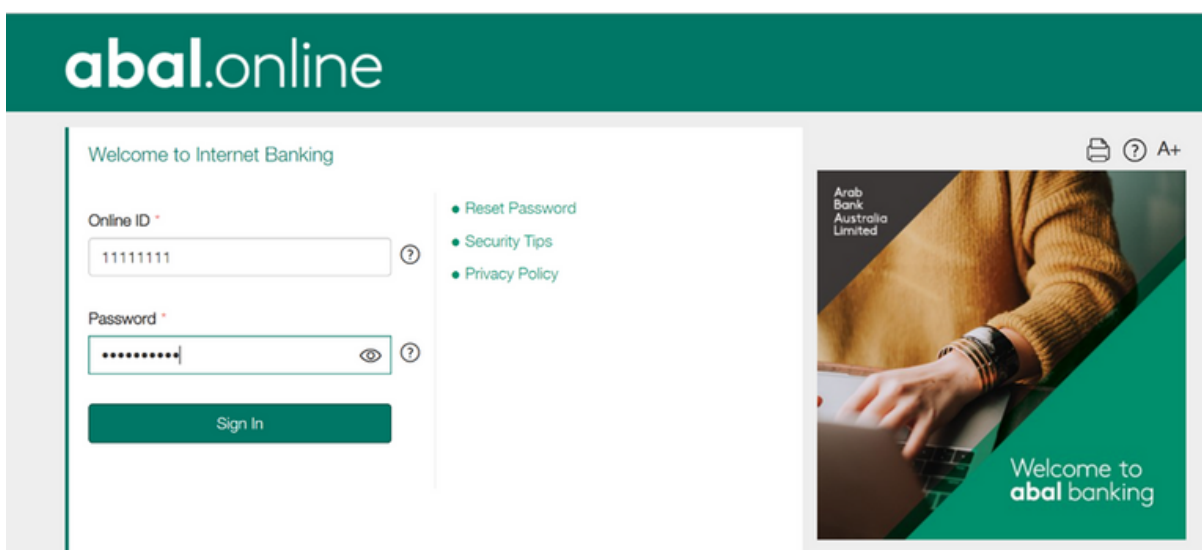 abal.online
Welcome to Internet Banking
Online ID *
11111111
Password *
••••••••••
Sign In
Reset Password
Security Tips
Privacy Policy
A+
Arab
Bank
Australia
Limited
Welcome to
abal banking